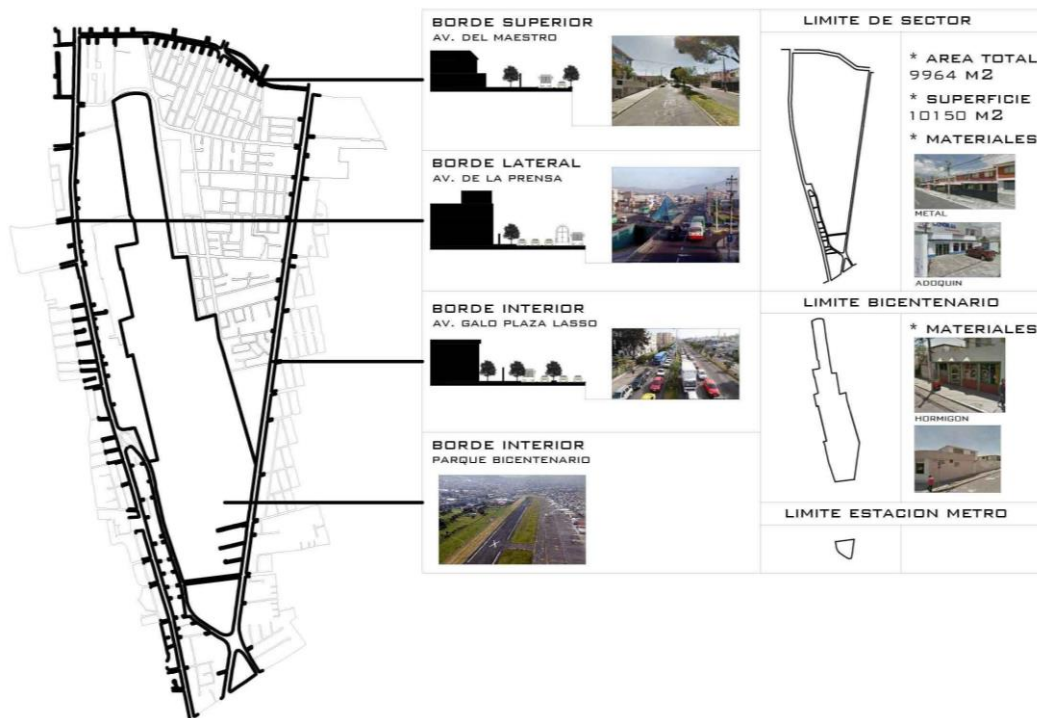 BORDE SUPERIOR
AV. DEL MAESTRO
BORDE LATERAL
AV. DE LA PRENSA
BORDE INTERIOR
AV. GALO PLAZA LASSO
BORDE INTERIOR
PARQUE BICENTENARIO
LIMITE DE SECTOR
* AREA TOTAL
9964 M2
* SUPERFICIE
10150 M2
* MATERIALES
METAL
ADOQUIN
LIMITE BICENTENARIO
* MATERIALES
HORMIGON
LIMITE ESTACION METRO